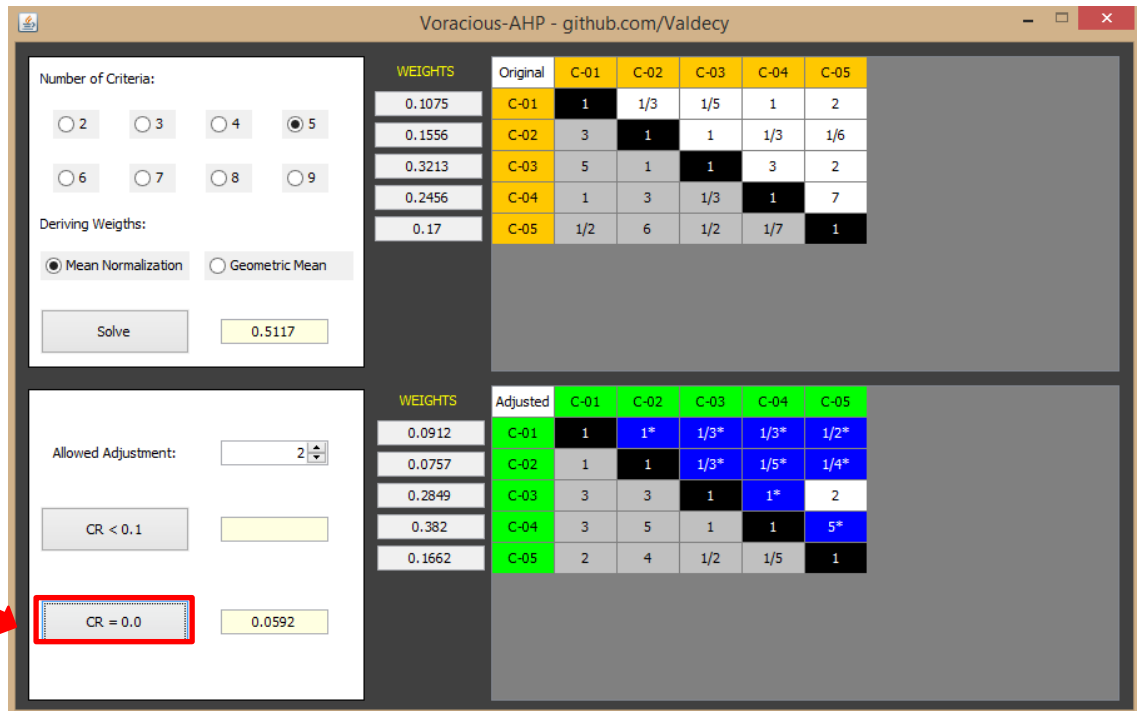 Voracious-AHP - github.com/Valdecy
Number of Criteria:
2 3 4 5
6 7 8 9
Deriving Weigths:
Mean Normalization Geometric Mean
Solve 0.5117
WEIGHTS Original C-01 C-02 C-03 C-04 C-05
0.1075 C-01 1 1/3 1/5 1 2
0.1556 C-02 3 1 1 1/3 1/6
0.3213 C-03 5 1 1 3 2
0.2456 C-04 1 3 1/3 1 7
0.17 C-05 1/2 6 1/2 1/7 1
Allowed Adjustment: 2
CR < 0.1
CR = 0.0 0.0592
WEIGHTS Adjusted C-01 C-02 C-03 C-04 C-05
0.0912 C-01 1 1* 1/3* 1/3* 1/2*
0.0757 C-02 1 1 1/3* 1/5* 1/4*
0.2849 C-03 3 3 1 1* 2
0.382 C-04 3 5 1 1 5*
0.1662 C-05 2 4 1/2 1/5 1